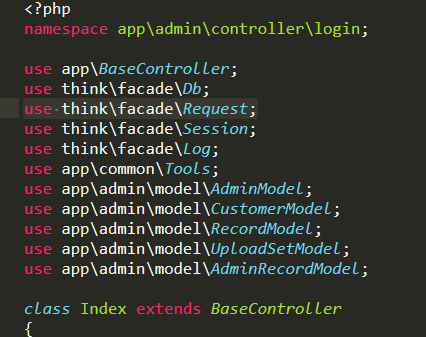 <?php
namespace app\admin\controller\login;
use app\BaseController;
use think\facade\Db;
use think\facade\Request;
use think\facade\Session;
use think\facade\Log;
use app\common\Tools;
use app\admin\model\AdminModel;
use app\admin\model\CustomerModel;
use app\admin\model\RecordModel;
use app\admin\model\UploadSetModel;
use app\admin\model\AdminRecordModel;
class Index extends BaseController
{